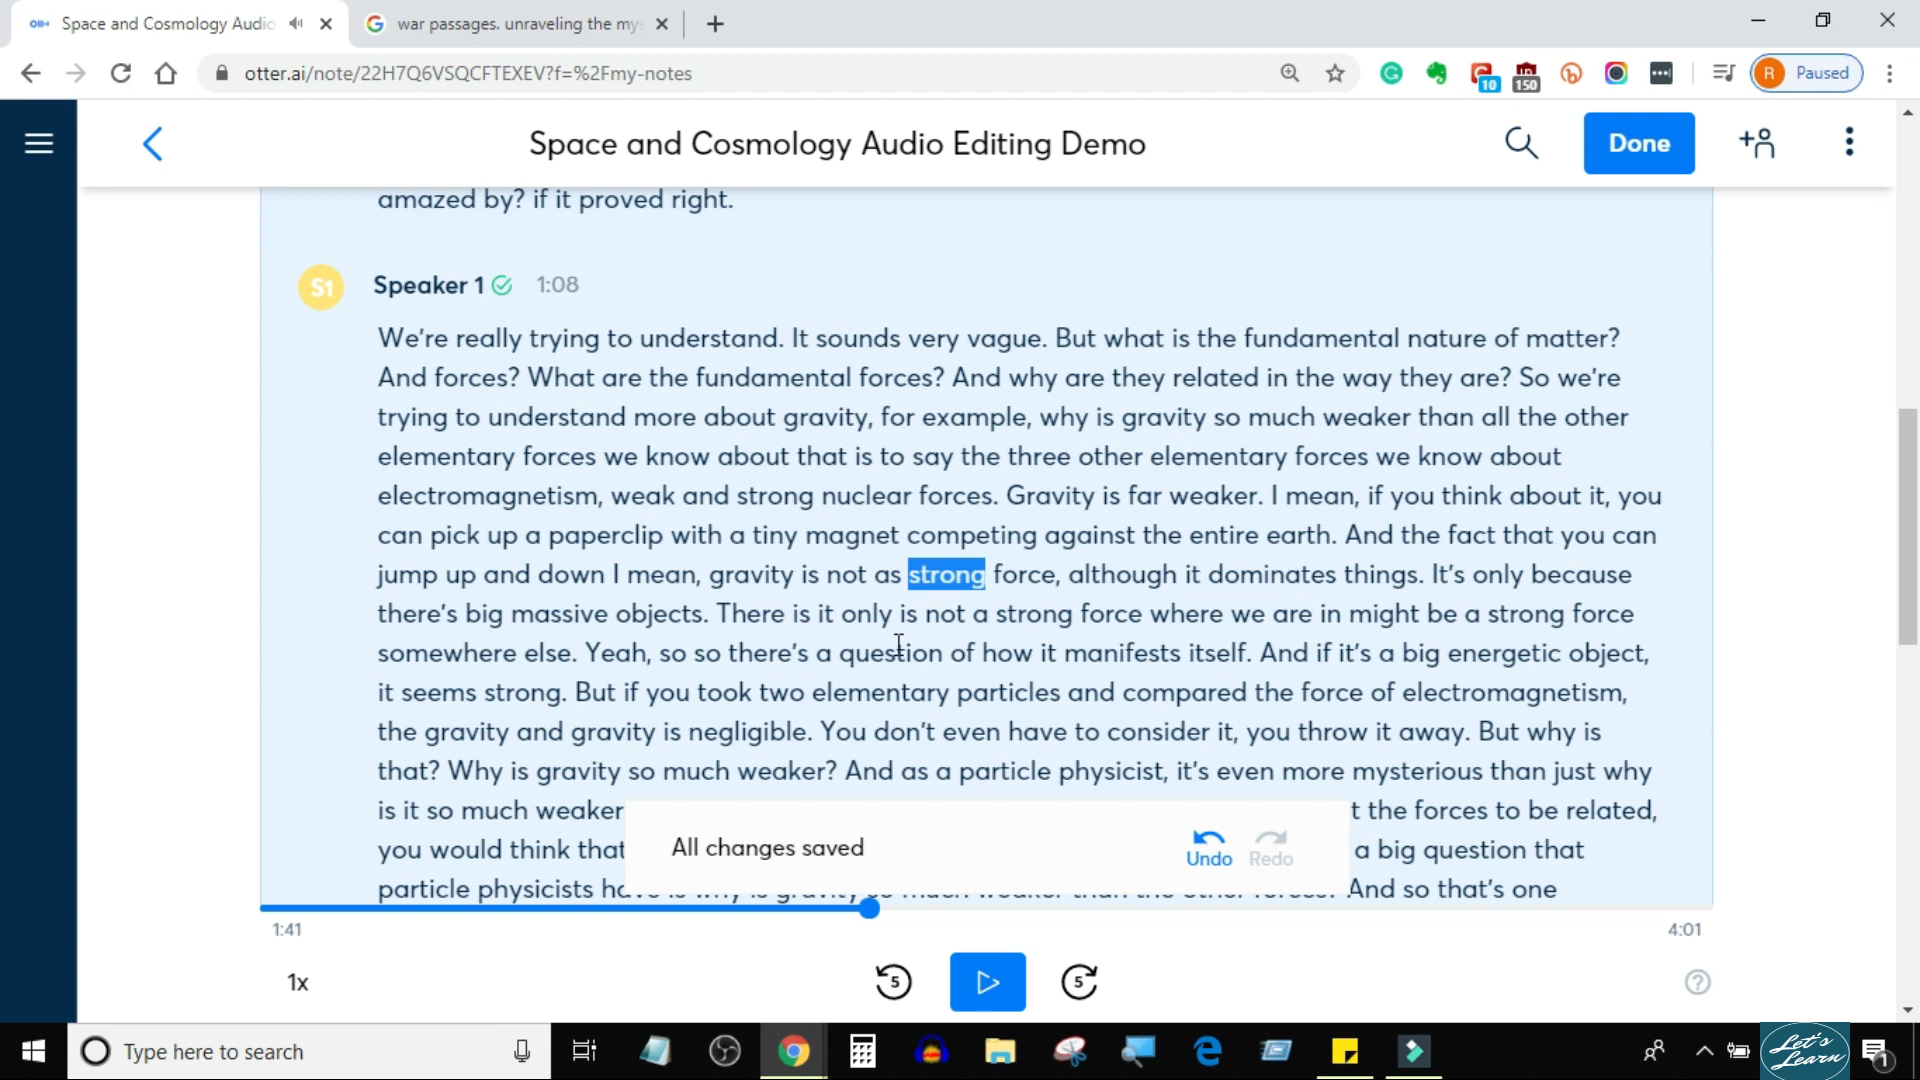 Space and Cosmology Audio
war passages. unraveling the mys
otter.ai/note/22H7Q6VSQCFTEXEV?f=%2Fmy-notes
10
150
R
Paused
Space and Cosmology Audio Editing Demo
Done
amazed by? if it proved right.
S1
Speaker 1
1:08
We're really trying to understand. It sounds very vague. But what is the fundamental nature of matter?
And forces? What are the fundamental forces? And why are they related in the way they are? So we're
trying to understand more about gravity, for example, why is gravity so much weaker than all the other
elementary forces we know about that is to say the three other elementary forces we know about
electromagnetism, weak and strong nuclear forces. Gravity is far weaker. I mean, if you think about it, you
can pick up a paperclip with a tiny magnet competing against the entire earth. And the fact that you can
jump up and down I mean, gravity is not as strong force, although it dominates things. It's only because
there's big massive objects. There is it only is not a strong force where we are in might be a strong force
somewhere else. Yeah, so so there's a question of how it manifests itself. And if it's a big energetic object,
it seems strong. But if you took two elementary particles and compared the force of electromagnetism,
the gravity and gravity is negligible. You don't even have to consider it, you throw it away. But why is
that? Why is gravity so much weaker? And as a particle physicist, it's even more mysterious than just why
is it so much weaker t the forces to be related,
you would think that a big question that
particle physicists And so that's one
All changes saved
Undo
Redo
1:41
4:01
1x
5
5
Type here to search
Let's
Learn
1